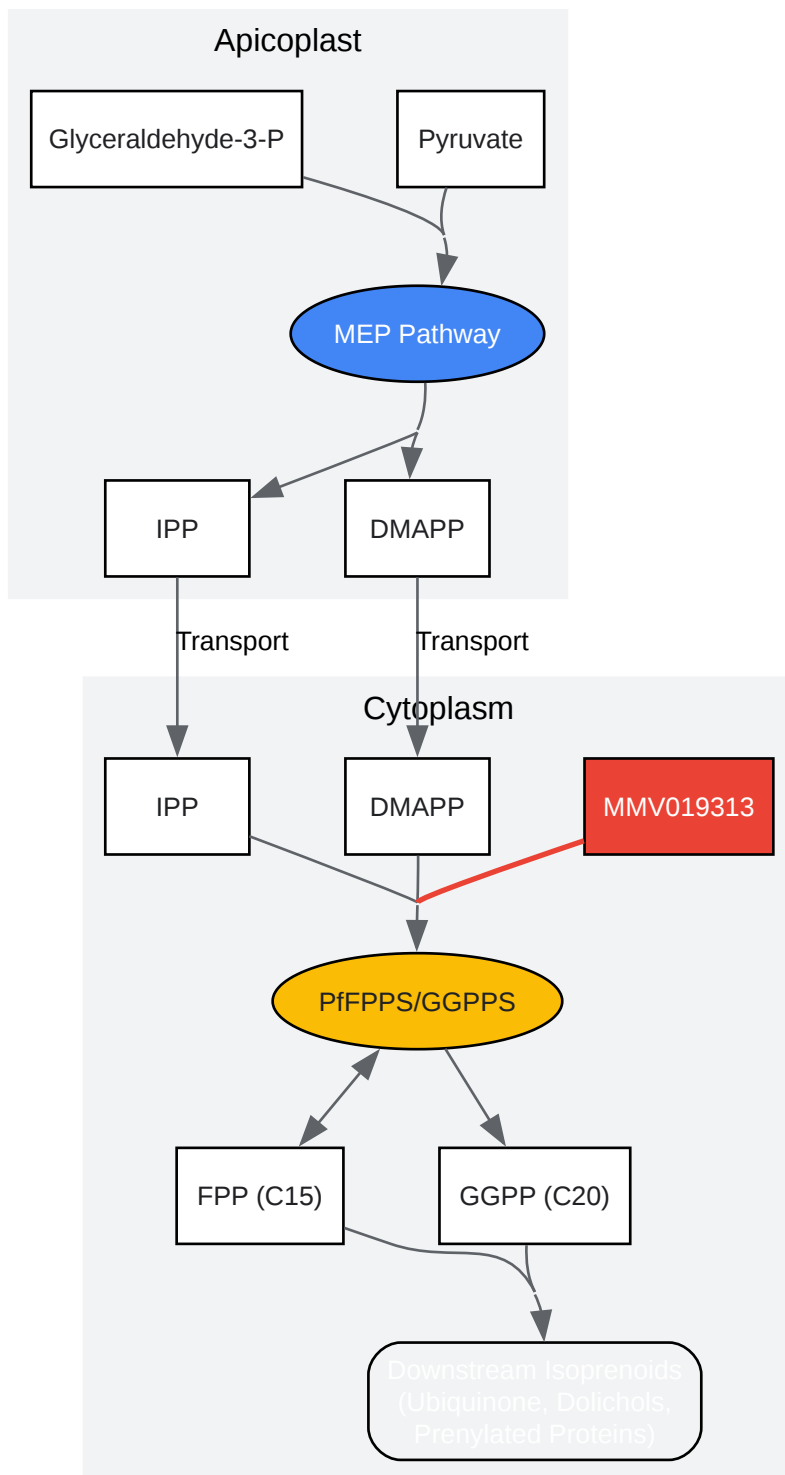 Apicoplast
Glyceraldehyde-3-P
Pyruvate
MEP Pathway
IPP
DMAPP
Transport
Transport
Cytoplasm
IPP
DMAPP
MMV019313
PfFPPS/GGPPS
FPP (C15)
GGPP (C20)
Downstream Isoprenoids
(Ubiquinone, Dolichols,
Prenylated Proteins)